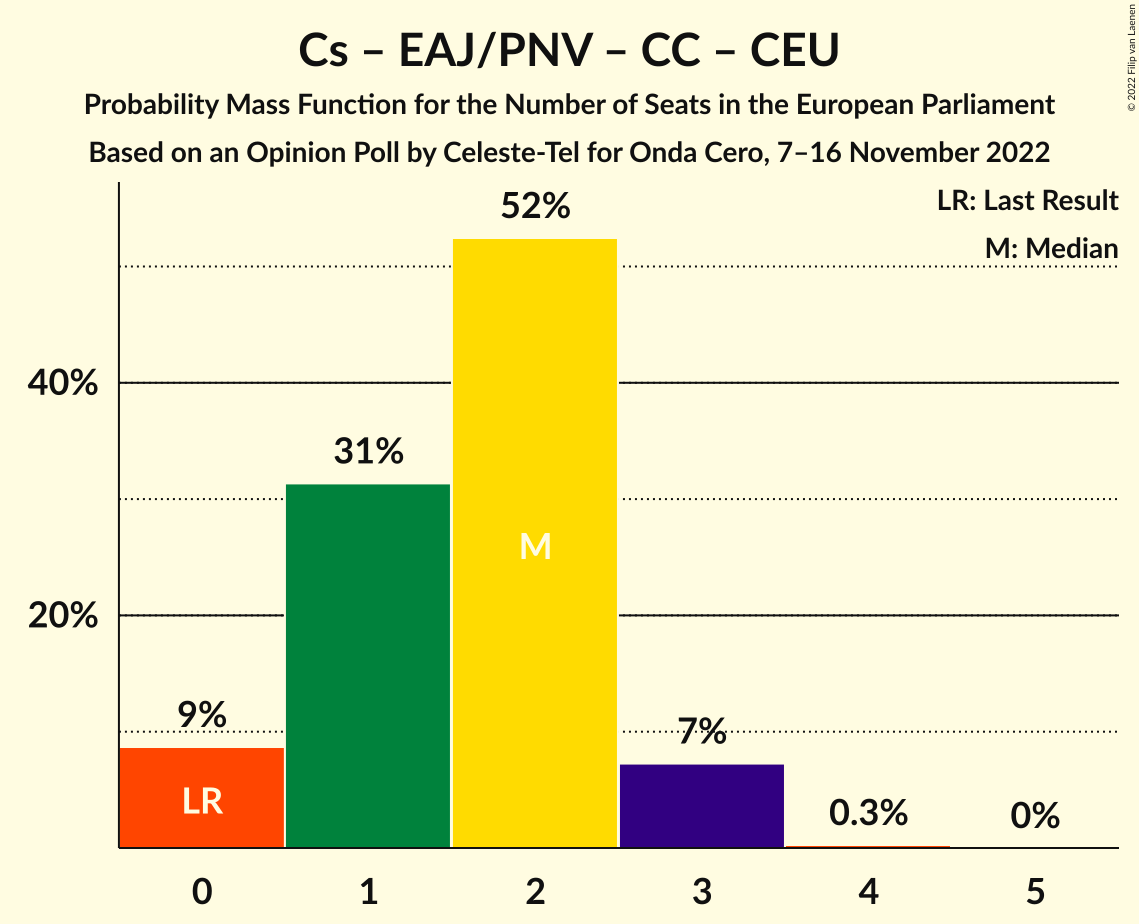 Cs – EAJ/PNV – CC – CEU
Probability Mass Function for the Number of Seats in the European Parliament
Based on an Opinion Poll by Celeste-Tel for Onda Cero, 7–16 November 2022
© 2022 Filip van Laenen
LR: Last Result
M: Median
52%
40%
31%
M
20%
9%
7%
LR
0.3%
0%
0 1 2 3 4 5